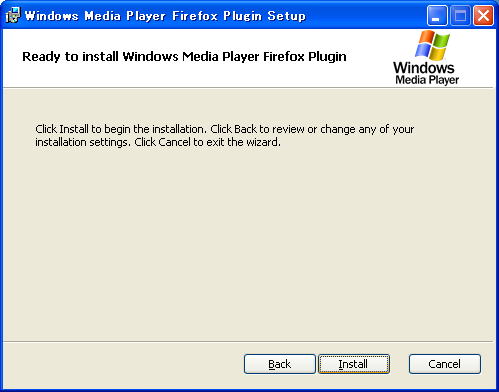 Windows Media Player Firefox Plugin Setup
Ready to install Windows Media Player Firefox Plugin
Windows
Media Player
Click Install to begin the installation. Click Back to review or change any of your
installation settings. Click Cancel to exit the wizard.
Back Install Cancel